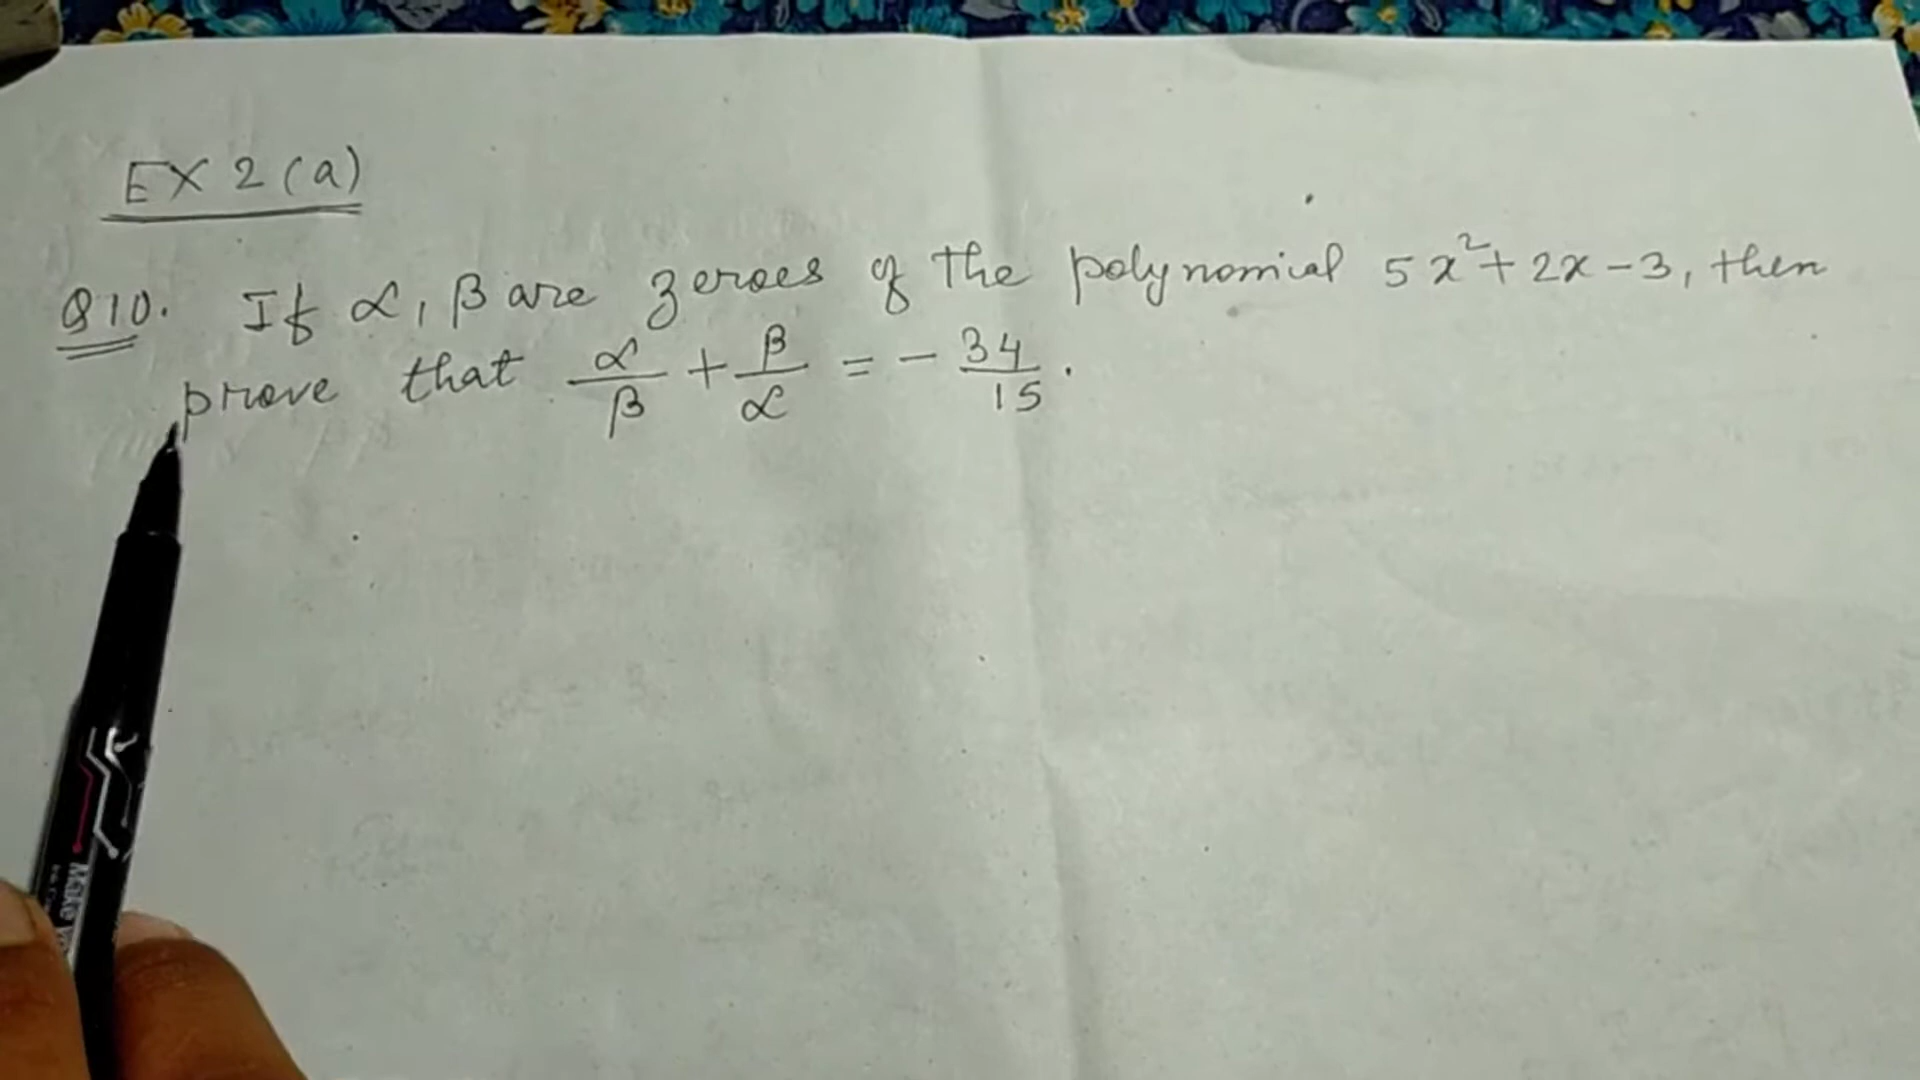 EX 2 (a)
Q10. If α, β are zeroes of the polynomial 5x²+2x-3, then
prove that α/β + β/α = - 34/15.